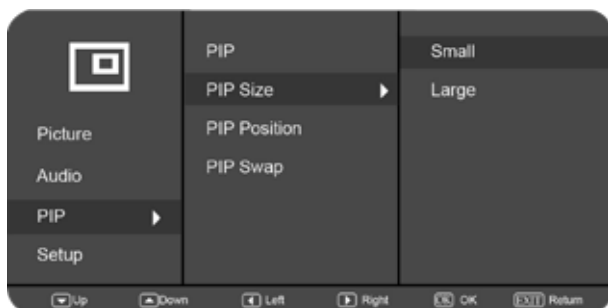 Picture
Audio
PIP
Setup
PIP
PIP Size
PIP Position
PIP Swap
Small
Large
Up Down Left Right OK OK EXIT Return